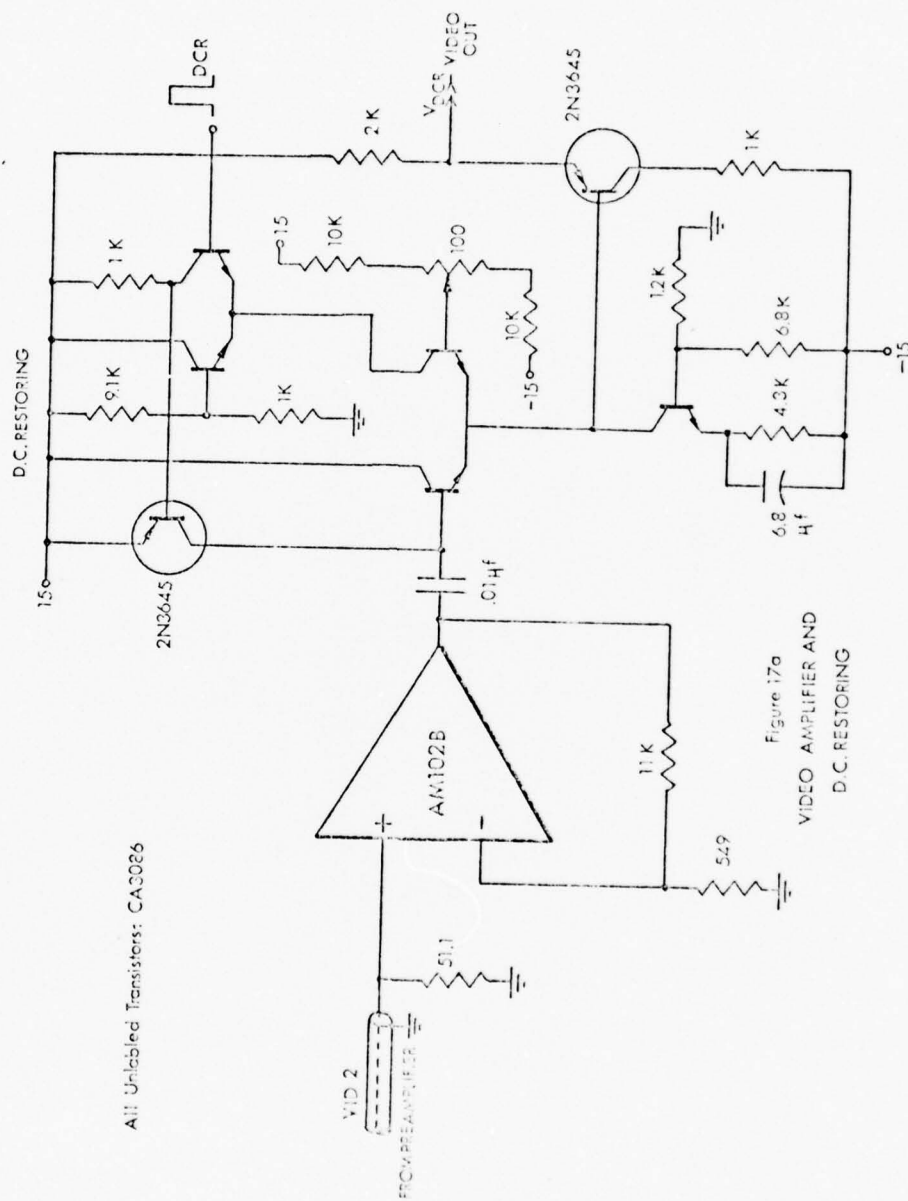 D.C. RESTORING
15
2N3645
9.1K
1K
1K
DCR
15
10K
100
10K
-15
2K
VDCR
VIDEO OUT
2N3645
1K
1.2K
6.8K
4.3K
6.8 μf
-15
.01μf
AM102B
+
-
11K
549
VID 2
FROM PREAMPLIFIER
51.1
All Unlabled Transistors: CA3086
Figure 17a
VIDEO AMPLIFIER AND
D.C. RESTORING